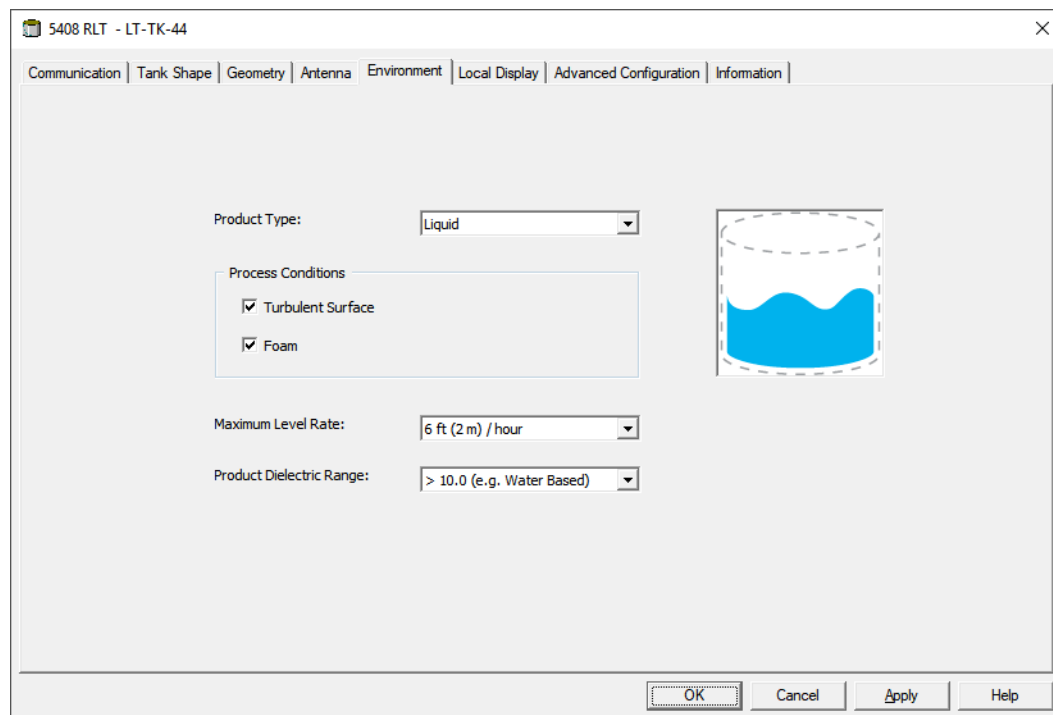 5408 RLT - LT-TK-44
Communication Tank Shape Geometry Antenna Environment Local Display Advanced Configuration Information
Product Type: Liquid
Process Conditions
Turbulent Surface
Foam
Maximum Level Rate: 6 ft (2 m) / hour
Product Dielectric Range: > 10.0 (e.g. Water Based)
OK Cancel Apply Help